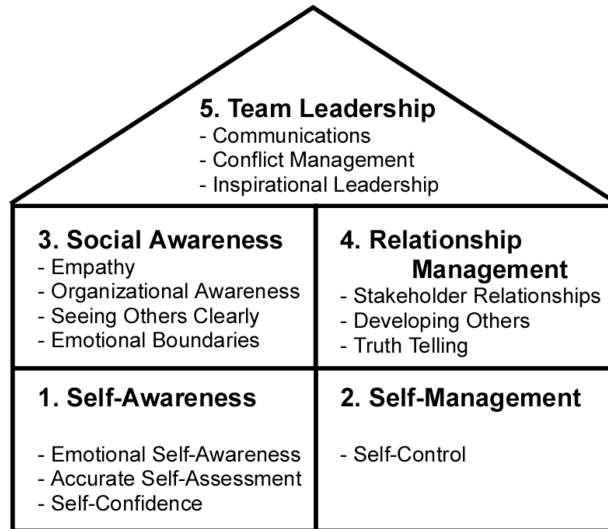 5. Team Leadership
- Communications
- Conflict Management
- Inspirational Leadership
3. Social Awareness
- Empathy
- Organizational Awareness
- Seeing Others Clearly
- Emotional Boundaries
4. Relationship
Management
- Stakeholder Relationships
- Developing Others
- Truth Telling
1. Self-Awareness
- Emotional Self-Awareness
- Accurate Self-Assessment
- Self-Confidence
2. Self-Management
- Self-Control